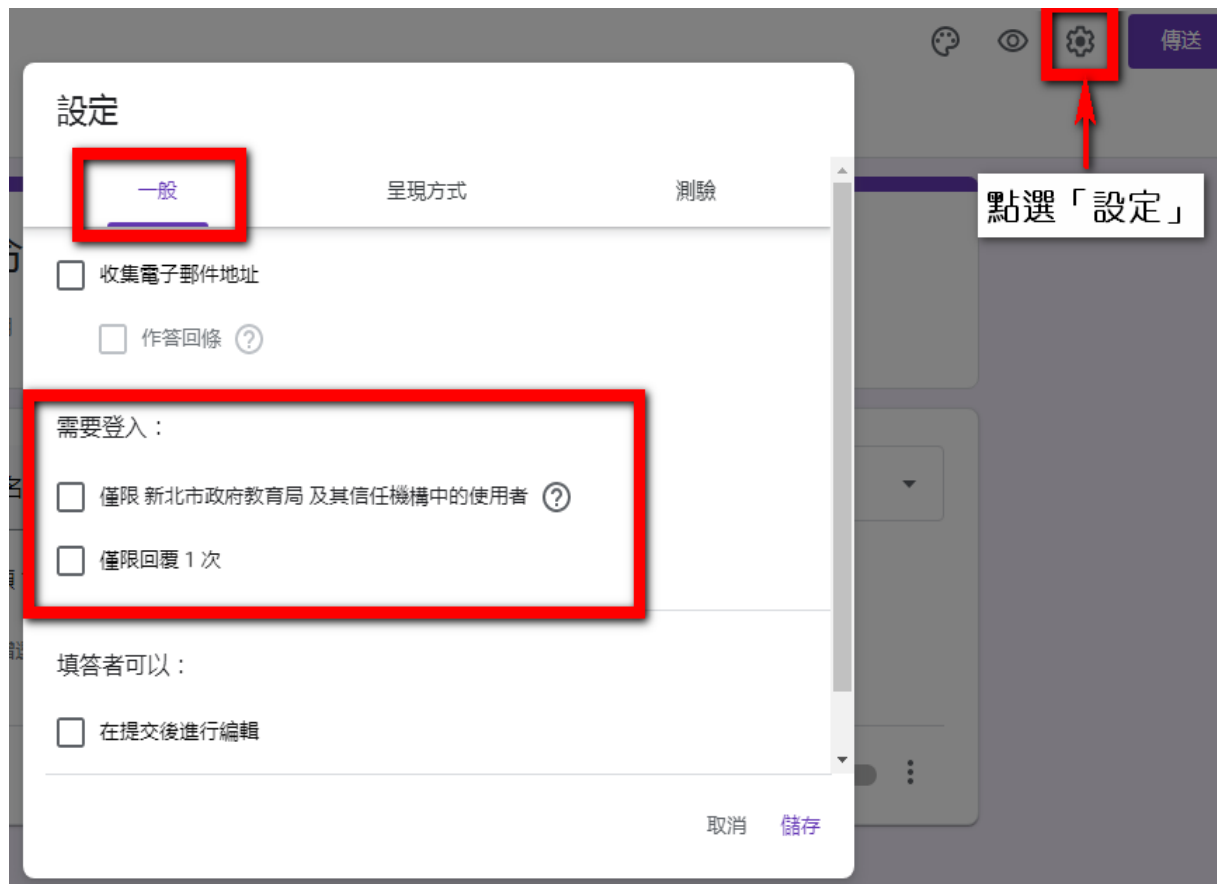 傳送
設定
一般
呈現方式
測驗
點選「設定」
收集電子郵件地址
作答回條
需要登入：
僅限 新北市政府教育局 及其信任機構中的使用者
僅限回覆 1 次
填答者可以：
在提交後進行編輯
取消
儲存